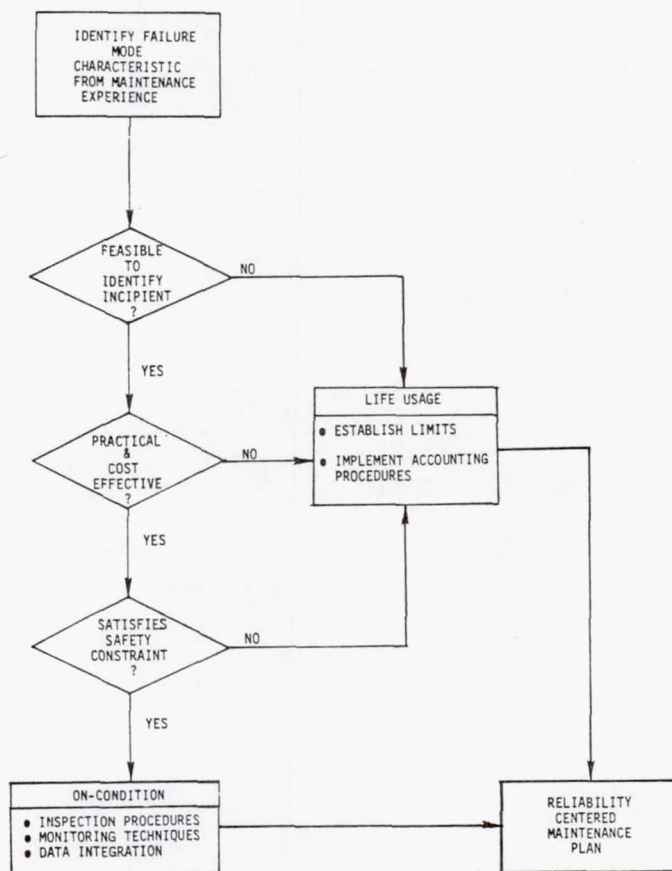 IDENTIFY FAILURE
MODE
CHARACTERISTIC
FROM MAINTENANCE
EXPERIENCE
FEASIBLE
TO
IDENTIFY
INCIPIENT
?
NO
YES
LIFE USAGE
• ESTABLISH LIMITS
• IMPLEMENT ACCOUNTING
PROCEDURES
PRACTICAL
&
COST
EFFECTIVE
?
NO
YES
SATISFIES
SAFETY
CONSTRAINT
?
NO
YES
ON-CONDITION
• INSPECTION PROCEDURES
• MONITORING TECHNIQUES
• DATA INTEGRATION
RELIABILITY
CENTERED
MAINTENANCE
PLAN